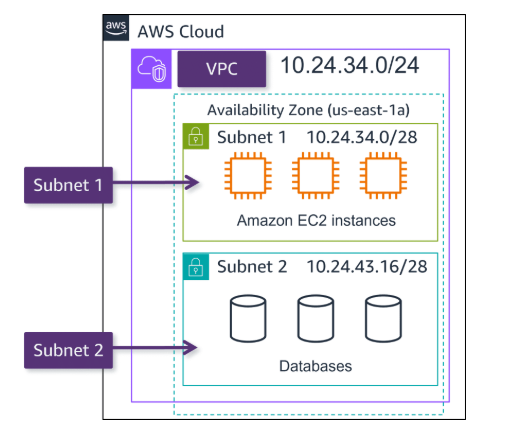 aws
AWS Cloud
VPC 10.24.34.0/24
Availability Zone (us-east-1a)
Subnet 1 10.24.34.0/28
Subnet 1
Amazon EC2 instances
Subnet 2 10.24.43.16/28
Subnet 2
Databases